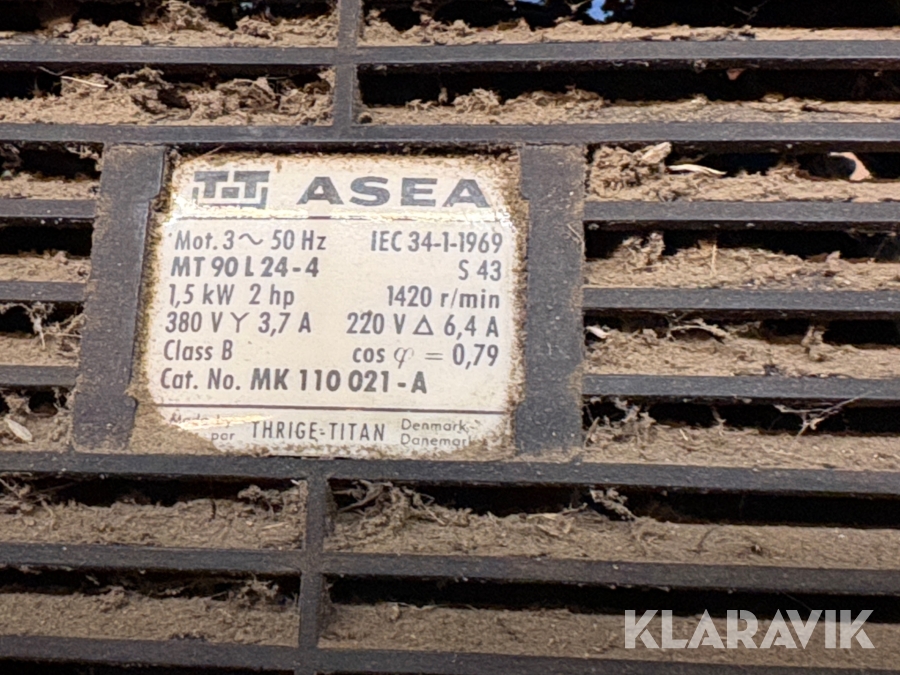 T-T ASEA
Mot. 3~ 50 Hz IEC 34-1-1969
MT 90 L 24-4 S 43
1,5 kW 2 hp 1420 r/min
380 V Y 3,7 A 220 V Δ 6,4 A
Class B cos φ = 0,79
Cat. No. MK 110 021-A
Made Denmark
par THRIGE-TITAN Danemark
KLARAVIK